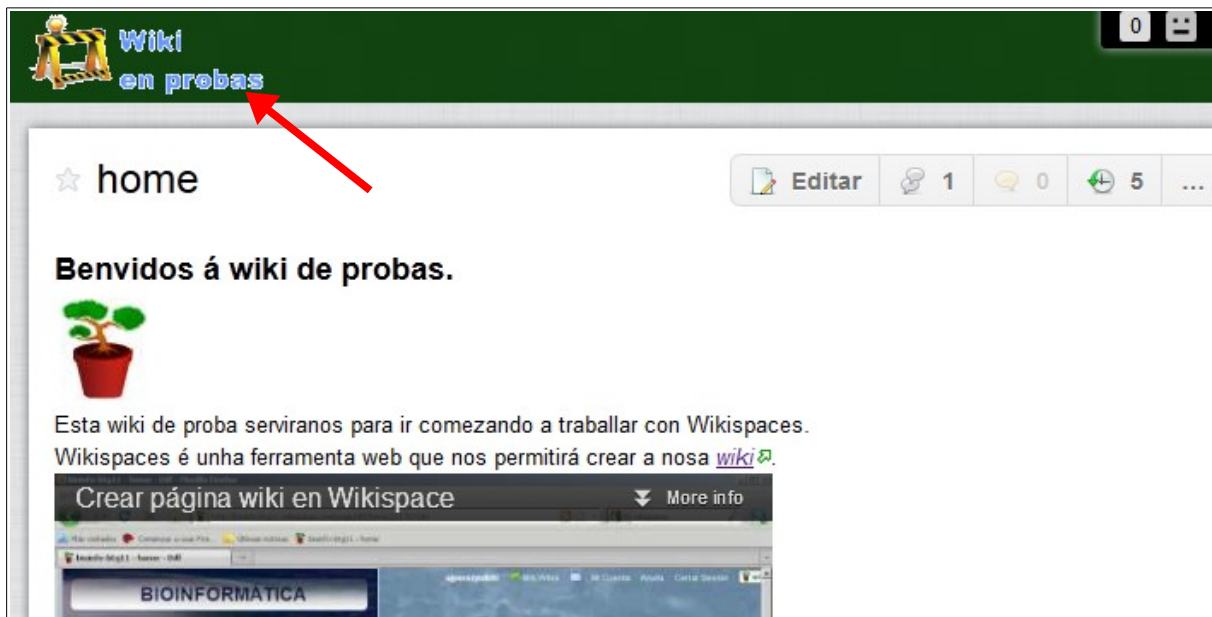 Wiki
en probas
0
home
Editar
1
0
5
...
Benvidos á wiki de probas.
Esta wiki de proba serviranos para ir comezando a traballar con Wikispaces.
Wikispaces é unha ferramenta web que nos permitirá crear a nosa wiki.
Crear página wiki en Wikispace
More info
BIOINFORMÁTICA